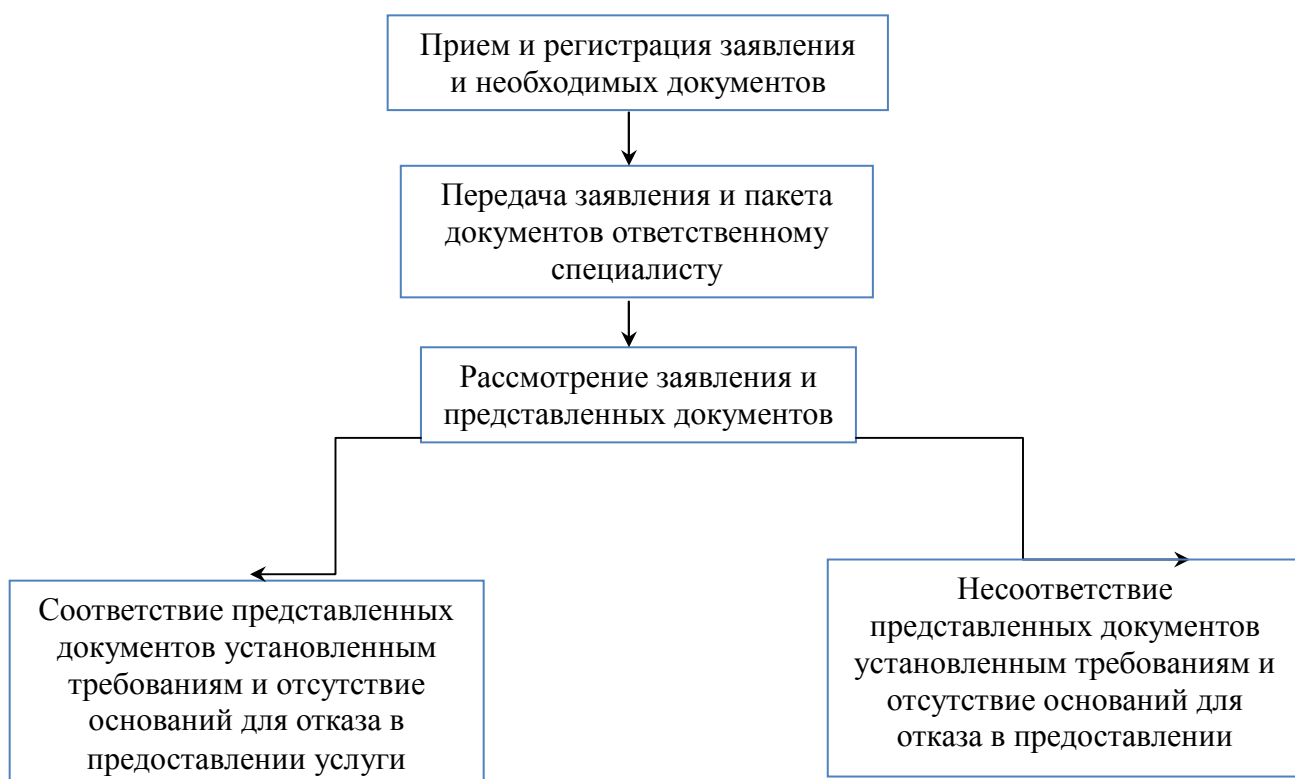 Прием и регистрация заявления
и необходимых документов
Передача заявления и пакета
документов ответственному
специалисту
Рассмотрение заявления и
представленных документов
Соответствие представленных
документов установленным
требованиям и отсутствие
оснований для отказа в
предоставлении услуги
Несоответствие
представленных документов
установленным требованиям и
отсутствие оснований для
отказа в предоставлении